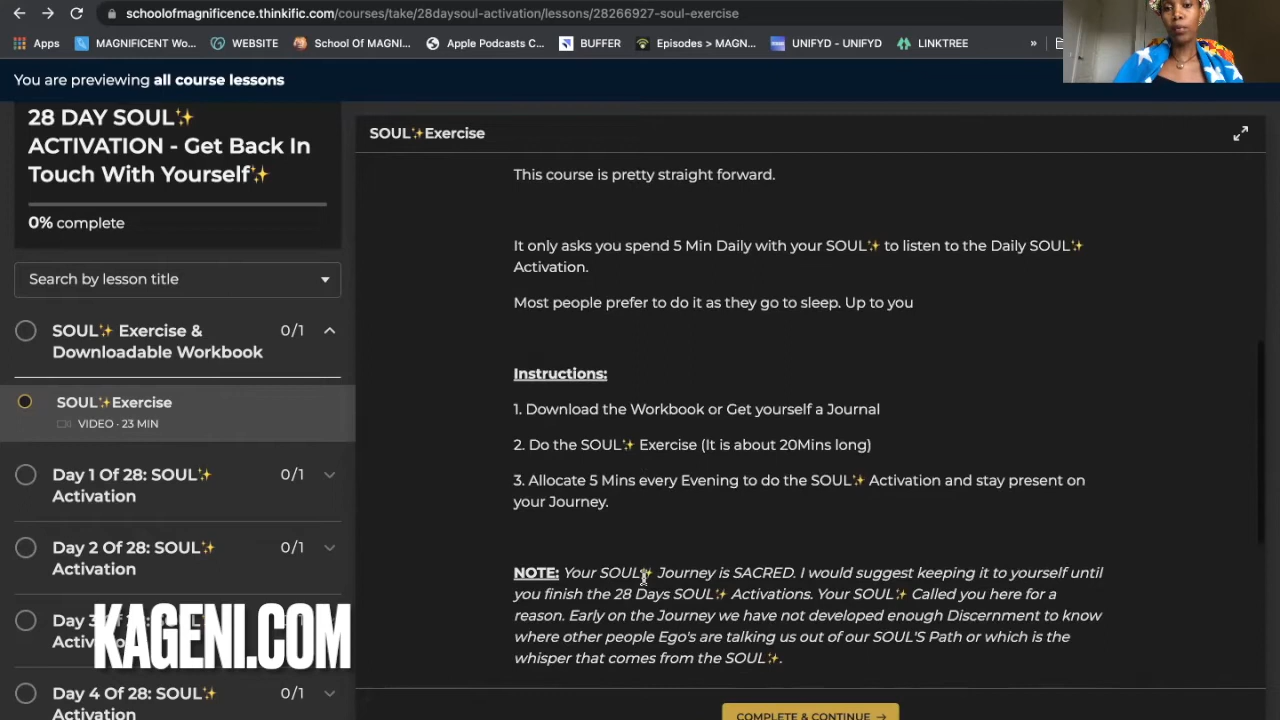 schoolofmagnificence.thinkific.com/courses/take/28daysoul-activation/lessons/28266927-soul-exercise
Apps MAGNIFICENT Wo... WEBSITE School Of MAGNI... Apple Podcasts C... BUFFER Episodes > MAGN... UNIFYD - UNIFYD LINKTREE »
You are previewing all course lessons
28 DAY SOUL✨
ACTIVATION - Get Back In
Touch With Yourself✨
0% complete
Search by lesson title
SOUL✨ Exercise &
Downloadable Workbook
0/1
SOUL✨Exercise
VIDEO · 23 MIN
Day 1 Of 28: SOUL✨
Activation
0/1
Day 2 Of 28: SOUL✨
Activation
0/1
0/1
Day 4 Of 28: SOUL✨
0/1
KAGENI.COM
SOUL✨Exercise
This course is pretty straight forward.
It only asks you spend 5 Min Daily with your SOUL✨ to listen to the Daily SOUL✨
Activation.
Most people prefer to do it as they go to sleep. Up to you
Instructions:
1. Download the Workbook or Get yourself a Journal
2. Do the SOUL✨ Exercise (It is about 20Mins long)
3. Allocate 5 Mins every Evening to do the SOUL✨ Activation and stay present on
your Journey.
NOTE: Your SOUL✨ Journey is SACRED. I would suggest keeping it to yourself until
you finish the 28 Days SOUL✨ Activations. Your SOUL✨ Called you here for a
reason. Early on the Journey we have not developed enough Discernment to know
where other people Ego's are talking us out of our SOUL'S Path or which is the
whisper that comes from the SOUL✨.
COMPLETE & CONTINUE →